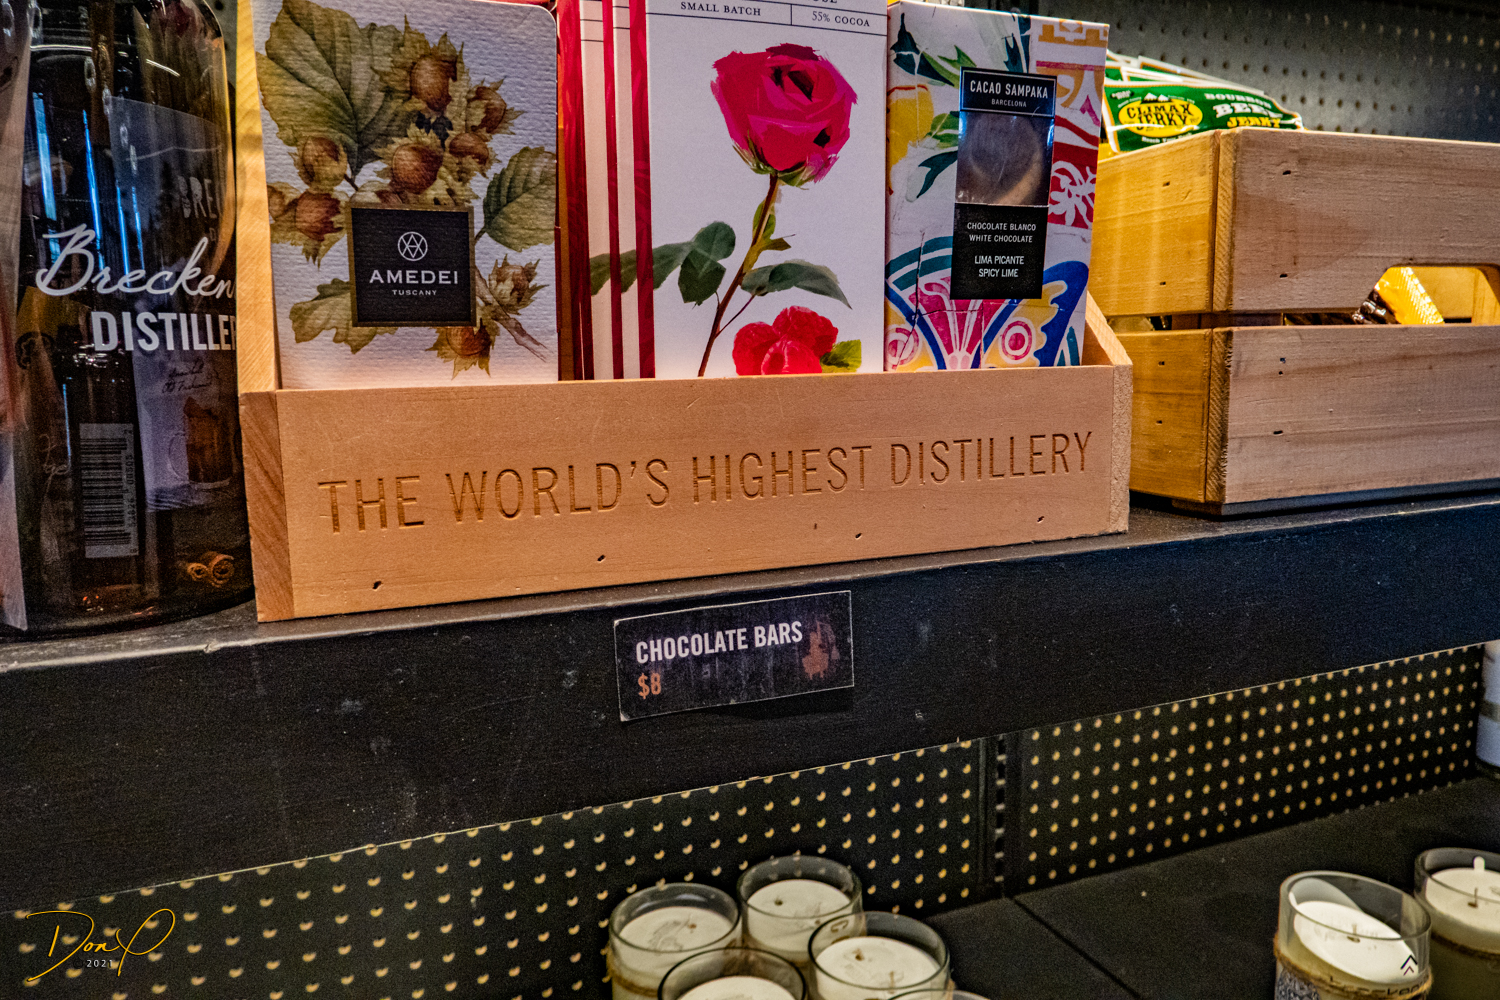 SMALL BATCH
55% COCOA
CACAO SAMPAKA
BARCELONA
CHOCOLATE BLANCO
WHITE CHOCOLATE
LIMA PICANTE
SPICY LIME
AMEDEI
TUSCANY
CLIMAX
JERKY
BOURBON
BEEF
JERKY
Brecken
DISTILLER
THE WORLD'S HIGHEST DISTILLERY
CHOCOLATE BARS
$8
Don P
2021